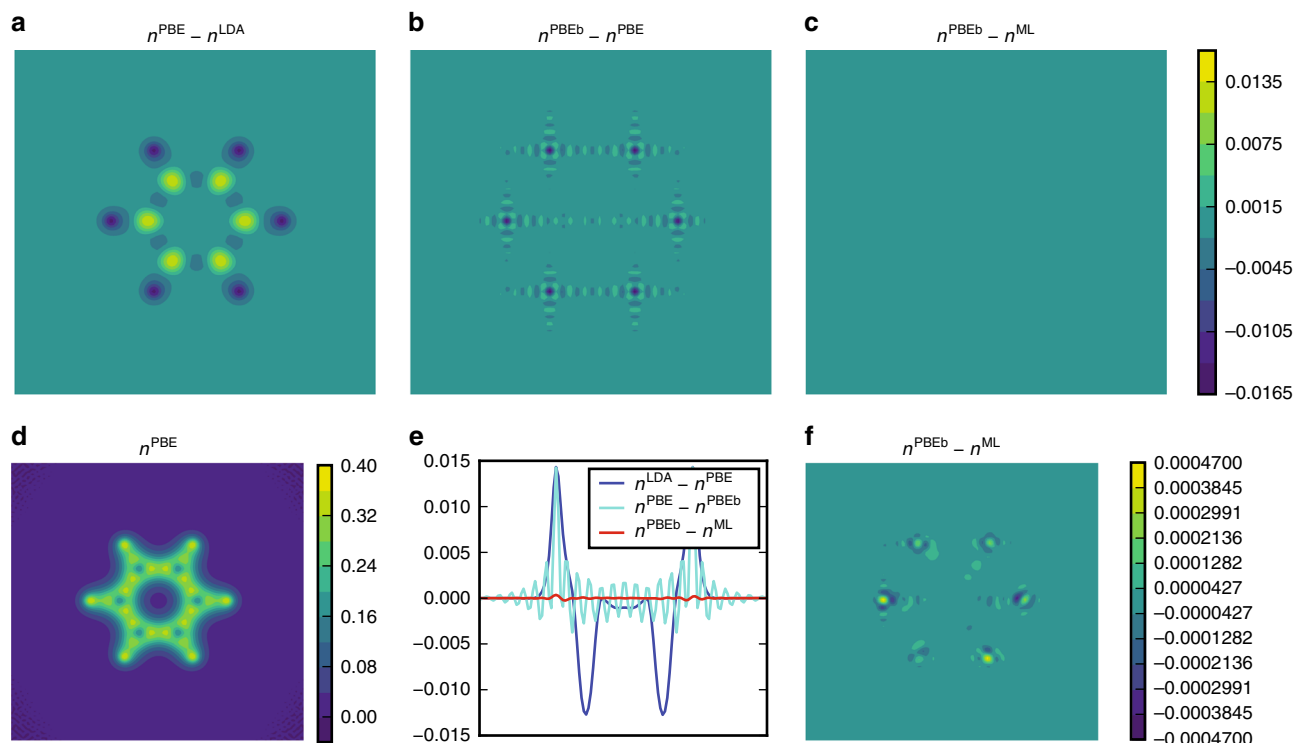 a
n^PBE – n^LDA
b
n^PBEb – n^PBE
c
n^PBEb – n^ML
0.0135
0.0075
0.0015
–0.0045
–0.0105
–0.0165
d
n^PBE
0.40
0.32
0.24
0.16
0.08
0.00
e
0.015
0.010
0.005
0.000
–0.005
–0.010
–0.015
n^LDA – n^PBE
n^PBE – n^PBEb
n^PBEb – n^ML
f
n^PBEb – n^ML
0.0004700
0.0003845
0.0002991
0.0002136
0.0001282
0.0000427
–0.0000427
–0.0001282
–0.0002136
–0.0002991
–0.0003845
–0.0004700